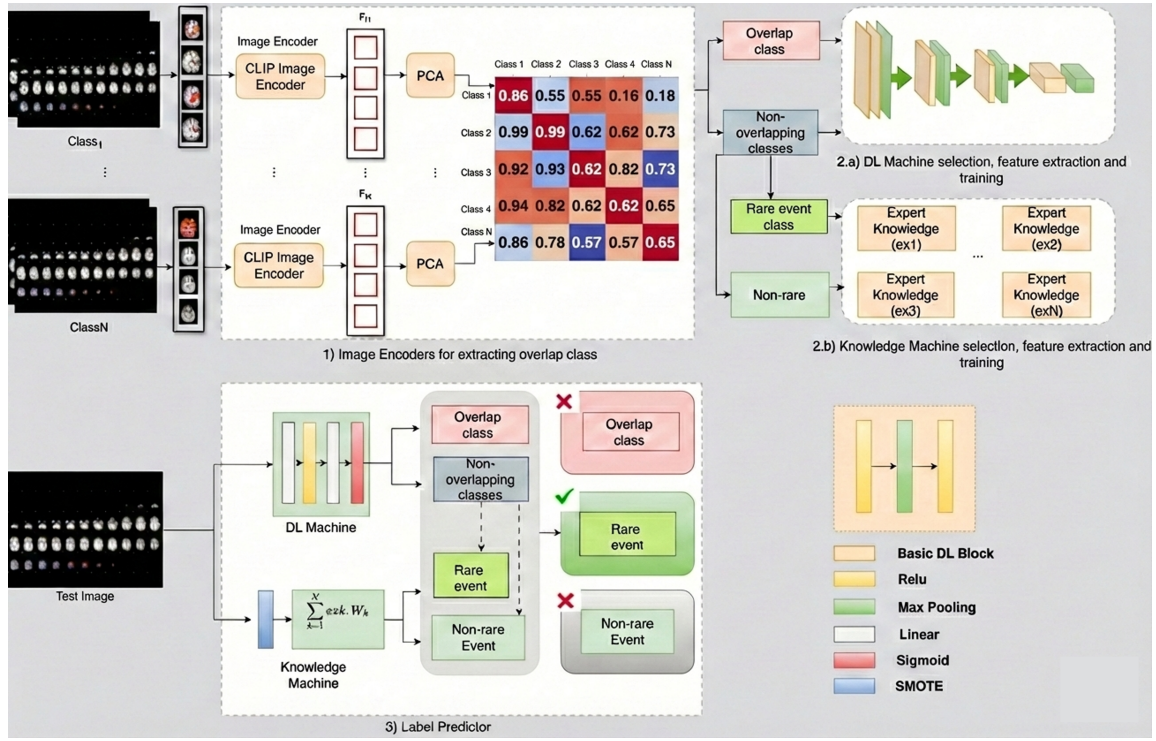 Class₁
⋮
ClassN
Image Encoder
CLIP Image
Encoder
F_I1
PCA
⋮
⋮
⋮
Image Encoder
CLIP Image
Encoder
PCA
Class 1 Class 2 Class 3 Class 4 Class N
Class 1 0.86 0.55 0.55 0.16 0.18
Class 2 0.99 0.99 0.62 0.62 0.73
Class 3 0.92 0.93 0.62 0.82 0.73
Class 4 0.94 0.82 0.62 0.62 0.65
Class N 0.86 0.78 0.57 0.57 0.65
1) Image Encoders for extracting overlap class
Overlap
class
Non-
overlapping
clesses
Rare event
class
Non-rare
2.a) DL Machine selection, feature extraction and
training
Expert
Knowledge
(ex1)
Expert
Knowledge
(ex2)
...
Expert
Knowledge
(ex3)
Expert
Knowledge
(exN)
2.b) Knowledge Machine selection, feature extraction and
training
Test Image
DL Machine
Knowledge
Machine
Overlap
class
Non-
overlapping
classes
Rare
event
Non-rare
Event
Overlap
class
Rare
event
Non-rare
Event
3) Label Predictor
Basic DL Block
Relu
Max Pooling
Linear
Sigmoid
SMOTE